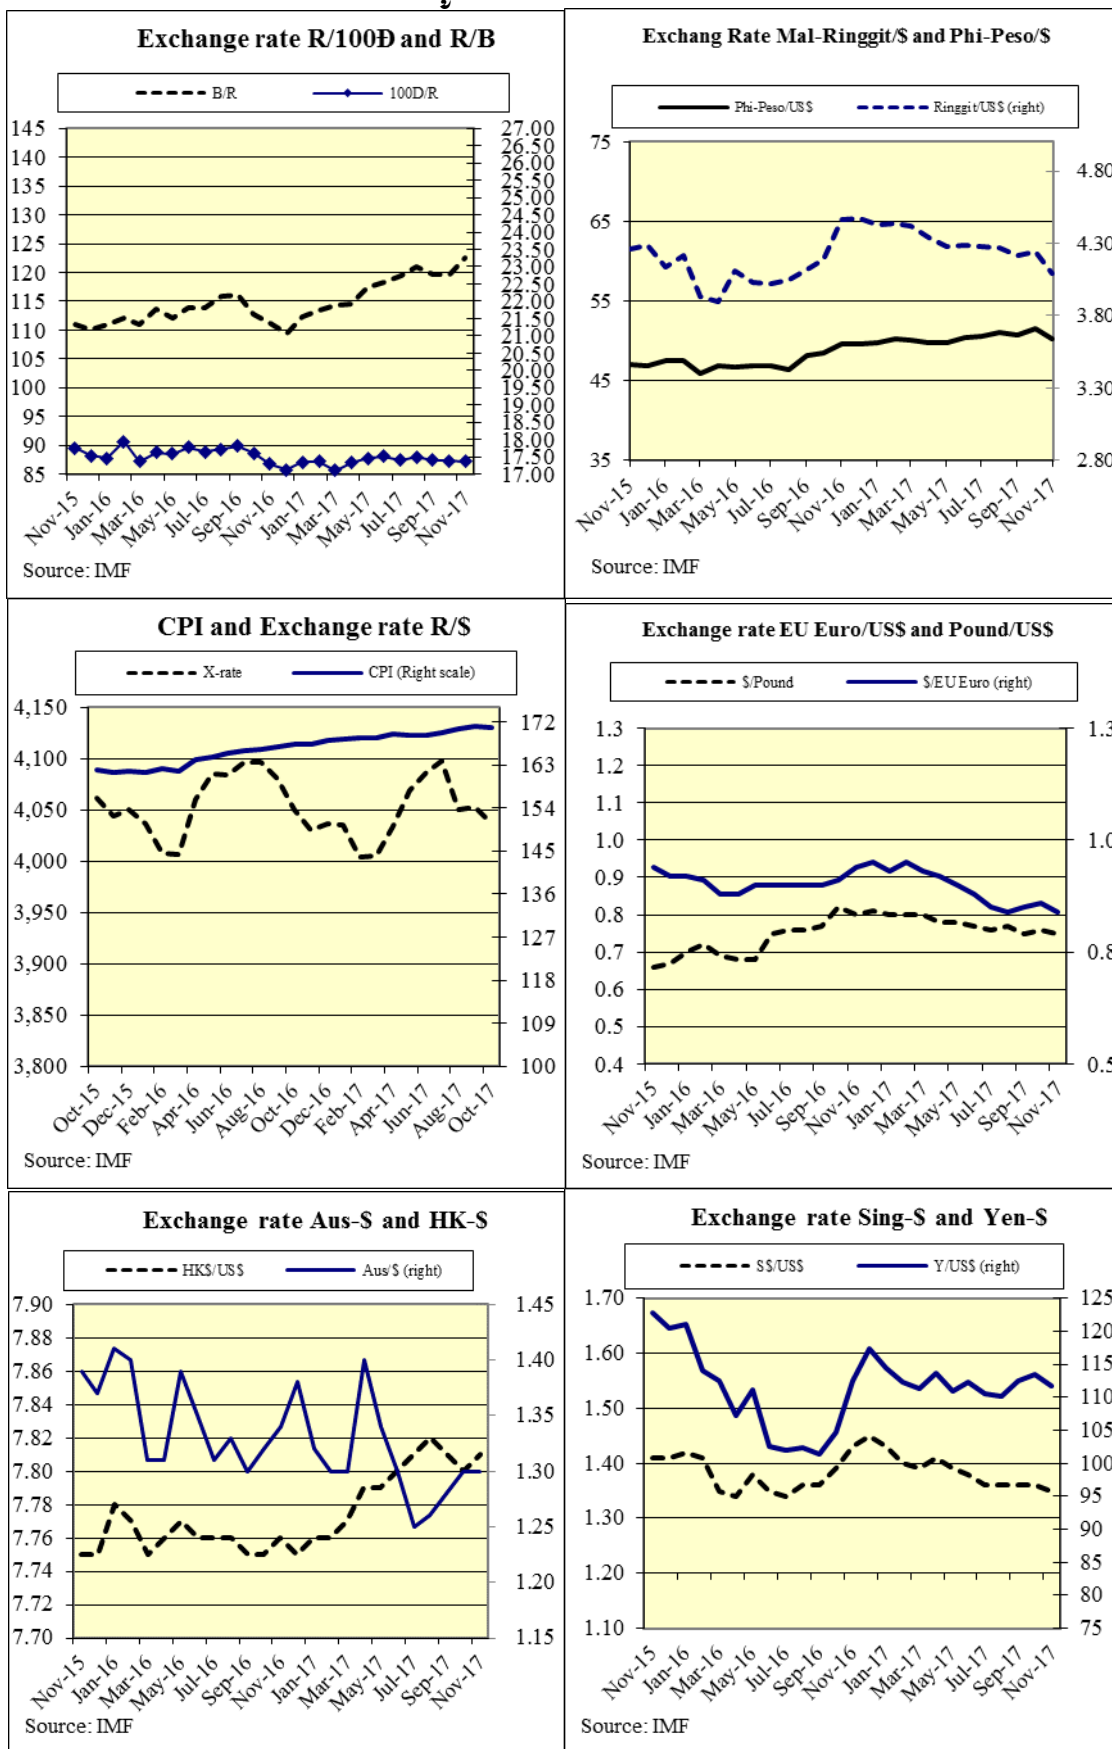 Exchange rate R/100Đ and R/B
B/R
100D/R
145
140
135
130
125
120
115
110
105
100
95
90
85
27.00
26.50
26.00
25.50
25.00
24.50
24.00
23.50
23.00
22.50
22.00
21.50
21.00
20.50
20.00
19.50
19.00
18.50
18.00
17.50
17.00
Nov-15
Jan-16
Mar-16
May-16
Jul-16
Sep-16
Nov-16
Jan-17
Mar-17
May-17
Jul-17
Sep-17
Nov-17
Source: IMF
Exchang Rate Mal-Ringgit/$ and Phi-Peso/$
Phi-Peso/US$
Ringgit/US$ (right)
75
65
55
45
35
4.80
4.30
3.80
3.30
2.80
Nov-15
Jan-16
Mar-16
May-16
Jul-16
Sep-16
Nov-16
Jan-17
Mar-17
May-17
Jul-17
Sep-17
Nov-17
Source: IMF
CPI and Exchange rate R/$
X-rate
CPI (Right scale)
4,150
4,100
4,050
4,000
3,950
3,900
3,850
3,800
172
163
154
145
136
127
118
109
100
Oct-15
Dec-15
Feb-16
Apr-16
Jun-16
Aug-16
Oct-16
Dec-16
Feb-17
Apr-17
Jun-17
Aug-17
Oct-17
Source: IMF
Exchange rate EU Euro/US$ and Pound/US$
$/Pound
$/EU Euro (right)
1.3
1.2
1.1
1.0
0.9
0.8
0.7
0.6
0.5
0.4
1.3
1.0
0.8
0.5
Nov-15
Jan-16
Mar-16
May-16
Jul-16
Sep-16
Nov-16
Jan-17
Mar-17
May-17
Jul-17
Sep-17
Nov-17
Source: IMF
Exchange rate Aus-$ and HK-$
HK$/US$
Aus/$ (right)
7.90
7.88
7.86
7.84
7.82
7.80
7.78
7.76
7.74
7.72
7.70
1.45
1.40
1.35
1.30
1.25
1.20
1.15
Nov-15
Jan-16
Mar-16
May-16
Jul-16
Sep-16
Nov-16
Jan-17
Mar-17
May-17
Jul-17
Sep-17
Nov-17
Source: IMF
Exchange rate Sing-$ and Yen-$
S$/US$
Y/US$ (right)
1.70
1.60
1.50
1.40
1.30
1.20
1.10
125
120
115
110
105
100
95
90
85
80
75
Nov-15
Jan-16
Mar-16
May-16
Jul-16
Sep-16
Nov-16
Jan-17
Mar-17
May-17
Jul-17
Sep-17
Nov-17
Source: IMF